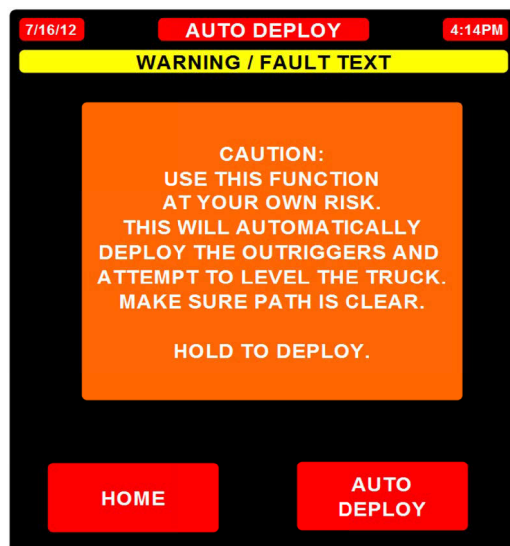 7/16/12 AUTO DEPLOY 4:14PM
WARNING / FAULT TEXT
CAUTION:
USE THIS FUNCTION
AT YOUR OWN RISK.
THIS WILL AUTOMATICALLY
DEPLOY THE OUTRIGGERS AND
ATTEMPT TO LEVEL THE TRUCK.
MAKE SURE PATH IS CLEAR.
HOLD TO DEPLOY.
HOME
AUTO
DEPLOY